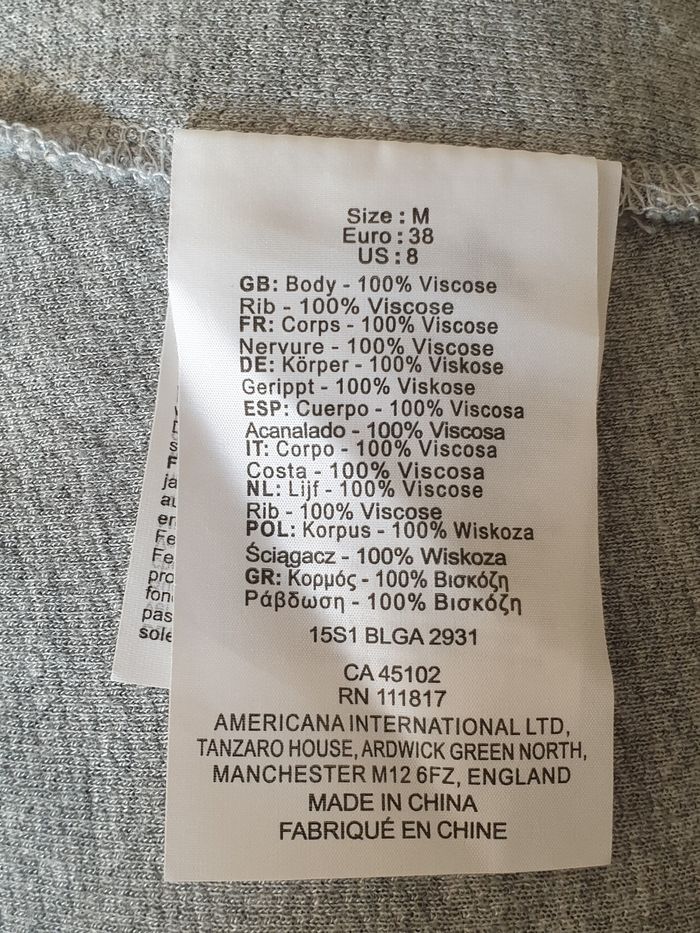 Size : M
Euro : 38
US : 8
GB: Body - 100% Viscose
Rib - 100% Viscose
FR: Corps - 100% Viscose
Nervure - 100% Viscose
DE: Körper - 100% Viskose
Gerippt - 100% Viskose
ESP: Cuerpo - 100% Viscosa
Acanalado - 100% Viscosa
IT: Corpo - 100% Viscosa
Costa - 100% Viscosa
NL: Lijf - 100% Viscose
Rib - 100% Viscose
POL: Korpus - 100% Wiskoza
Ściągacz - 100% Wiskoza
GR: Κορμός - 100% Βισκόζη
Ράβδωση - 100% Βισκόζη
15S1 BLGA 2931
CA 45102
RN 111817
AMERICANA INTERNATIONAL LTD,
TANZARO HOUSE, ARDWICK GREEN NORTH,
MANCHESTER M12 6FZ, ENGLAND
MADE IN CHINA
FABRIQUÉ EN CHINE